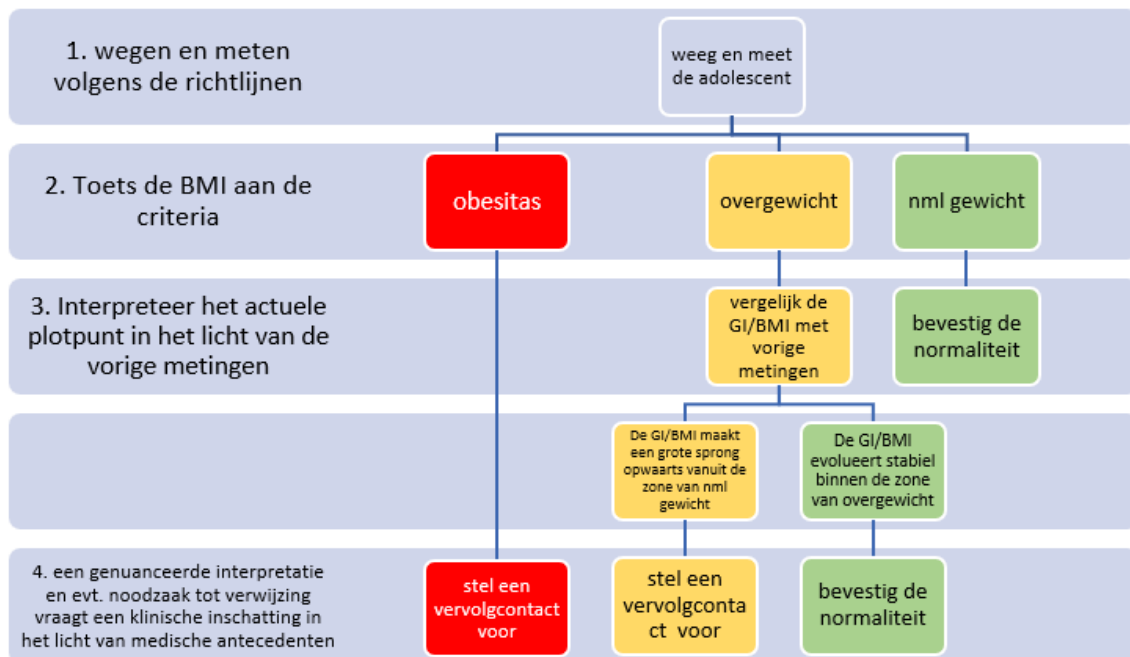 1. wegen en meten
volgens de richtlijnen
weeg en meet
de adolescent
2. Toets de BMI aan de
criteria
obesitas
overgewicht
nml gewicht
3. Interpreteer het actuele
plotpunt in het licht van de
vorige metingen
vergelijk de
GI/BMI met
vorige
metingen
bevestig de
normaliteit
De GI/BMI maakt
een grote sprong
opwaarts vanuit de
zone van nml
gewicht
De GI/BMI
evolueert stabiel
binnen de zone
van overgewicht
4. een genuanceerde interpretatie
en evt. noodzaak tot verwijzing
vraagt een klinische inschatting in
het licht van medische antecedenten
stel een
vervolgcontact
voor
stel een
vervolgconta
ct voor
bevestig de
normaliteit